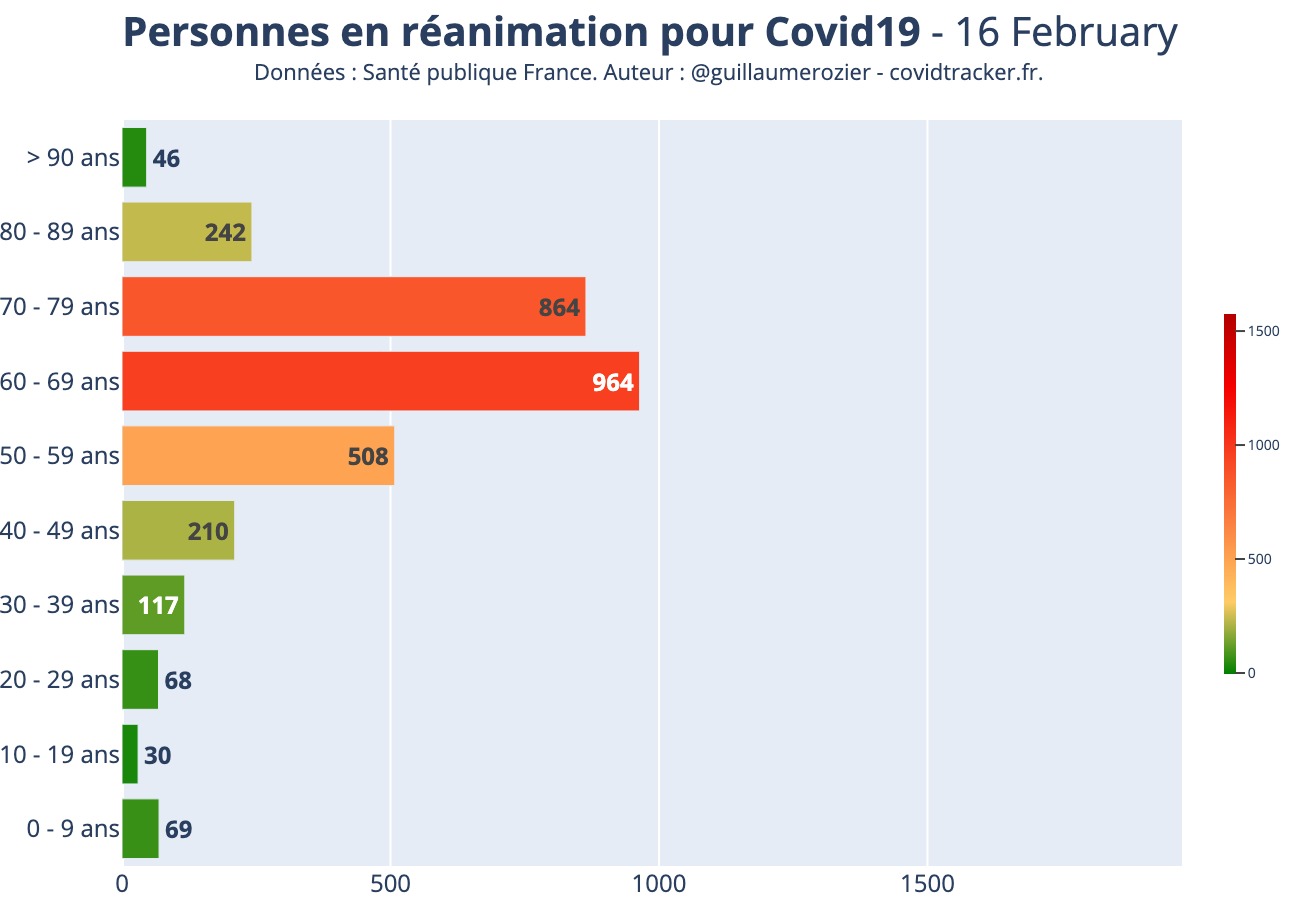 Personnes en réanimation pour Covid19 - 16 February
Données : Santé publique France. Auteur : @guillaumerozier - covidtracker.fr.
> 90 ans 46
80 - 89 ans 242
70 - 79 ans 864
60 - 69 ans 964
50 - 59 ans 508
40 - 49 ans 210
30 - 39 ans 117
20 - 29 ans 68
10 - 19 ans 30
0 - 9 ans 69
0 500 1000 1500
1500
1000
500
0